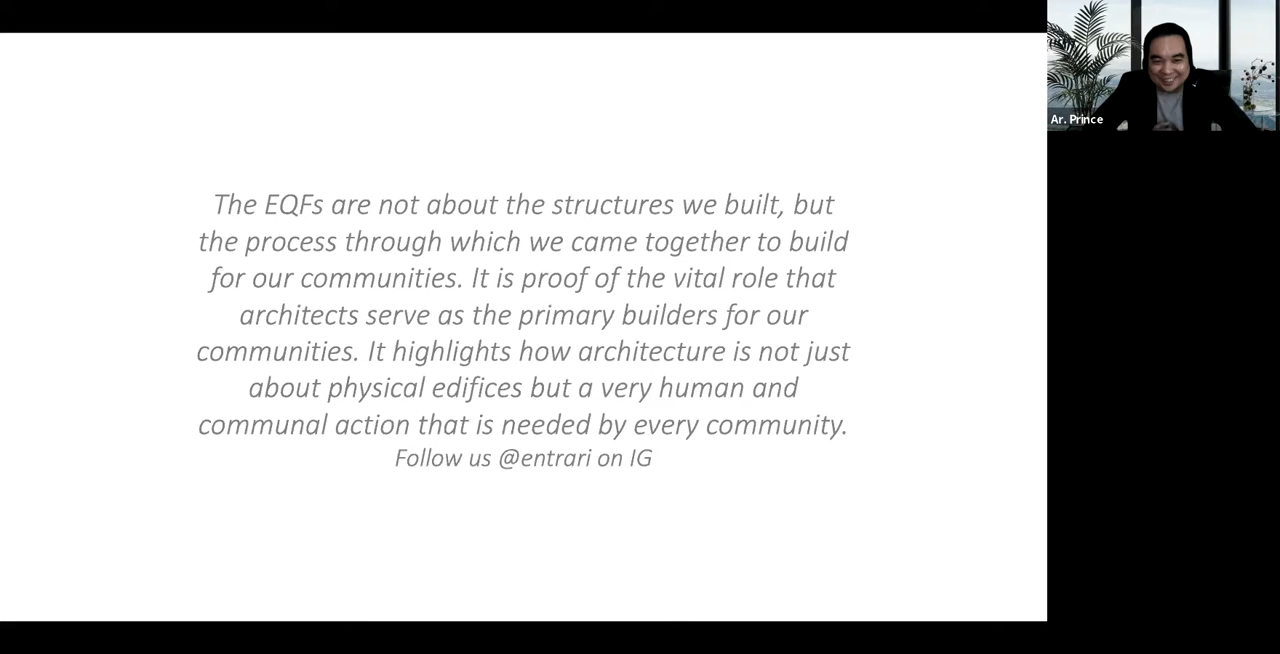 The EQFs are not about the structures we built, but
the process through which we came together to build
for our communities. It is proof of the vital role that
architects serve as the primary builders for our
communities. It highlights how architecture is not just
about physical edifices but a very human and
communal action that is needed by every community.
Follow us @entrari on IG
Ar. Prince